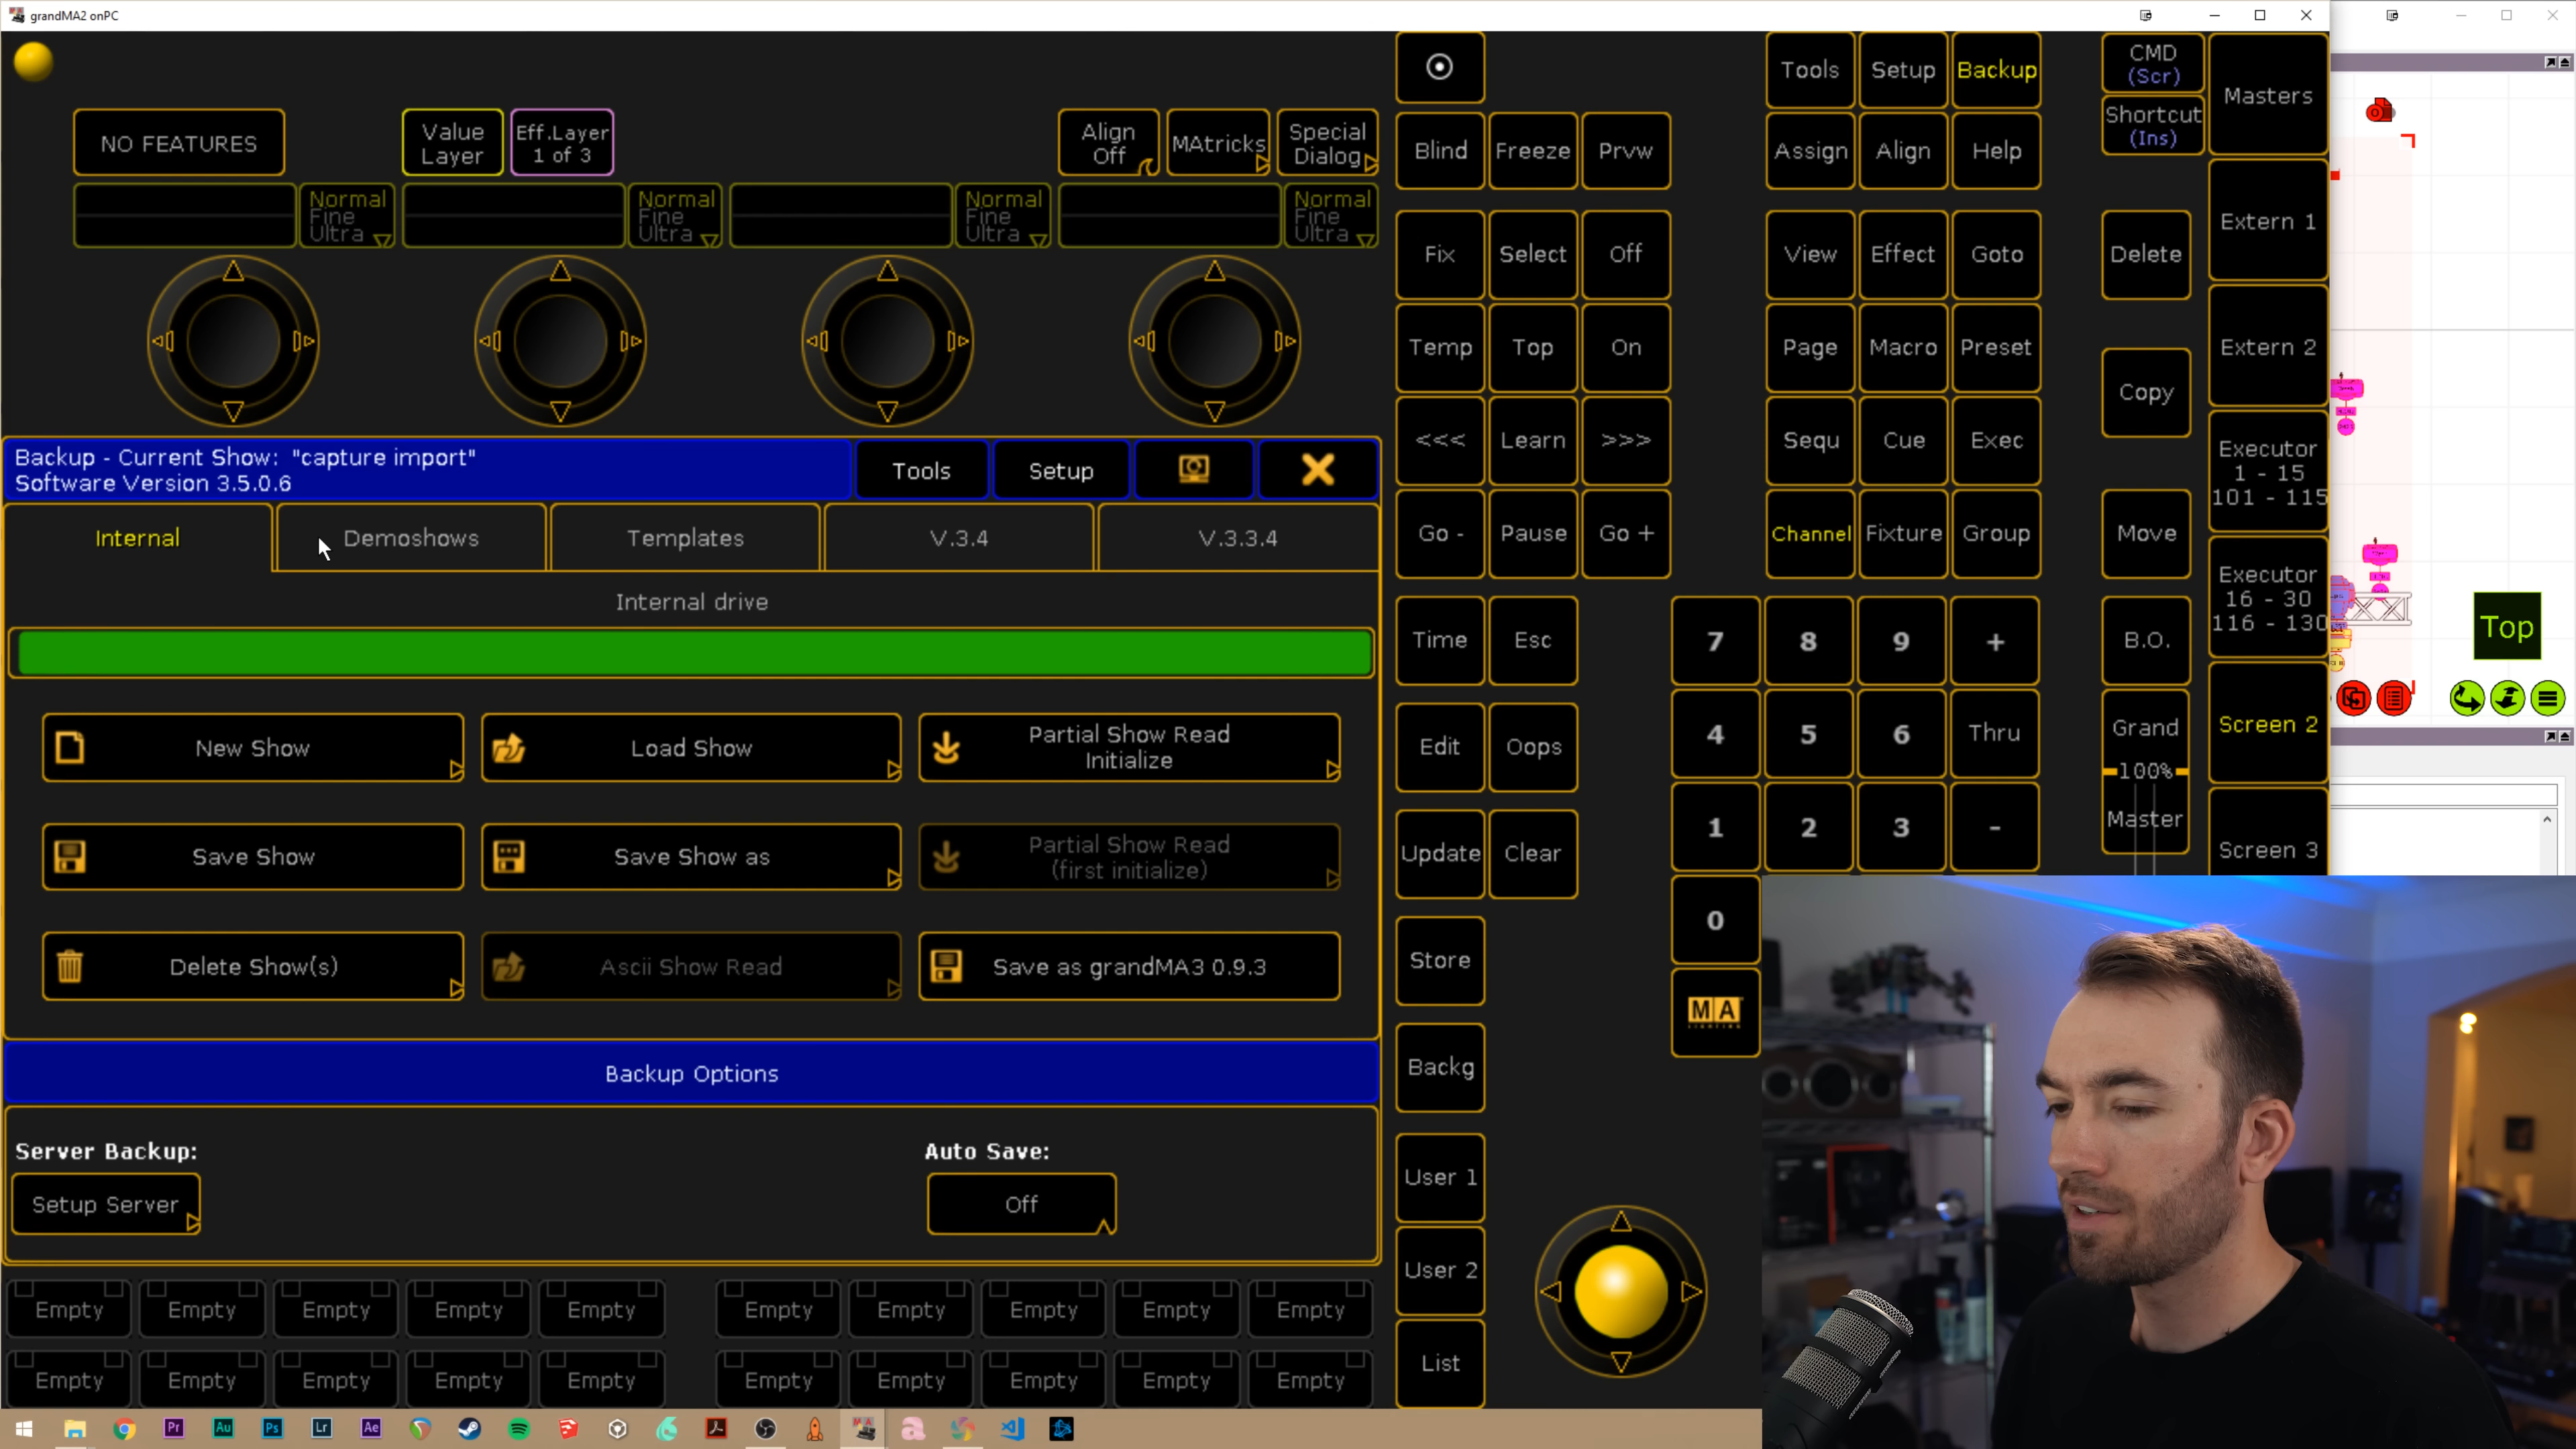 grandMA2 onPC
NO FEATURES
Value
Layer
Eff.Layer
1 of 3
Align
Off
MAtricks
Special
Dialog
Normal
Fine
Ultra
Normal
Fine
Ultra
Normal
Fine
Ultra
Normal
Fine
Ultra
Backup - Current Show: "capture import"
Software Version 3.5.0.6
Tools
Setup
Internal
Demoshows
Templates
V.3.4
V.3.3.4
Internal drive
New Show
Load Show
Partial Show Read
Initialize
Save Show
Save Show as
Partial Show Read
(first initialize)
Delete Show(s)
Ascii Show Read
Save as grandMA3 0.9.3
Backup Options
Server Backup:
Setup Server
Auto Save:
Off
Empty Empty Empty Empty Empty Empty Empty Empty Empty Empty
Empty Empty Empty Empty Empty Empty Empty Empty Empty Empty
Blind Freeze Prvw
Fix Select Off
Temp Top On
<<< Learn >>>
Go - Pause Go +
Time Esc
Edit Oops
Update Clear
Store
Backg
User 1
User 2
List
Tools Setup Backup
Assign Align Help
View Effect Goto
Page Macro Preset
Sequ Cue Exec
Channel Fixture Group
7 8 9 +
4 5 6 Thru
1 2 3 -
0
MA
LIGHTING
CMD
(Scr)
Shortcut
(Ins)
Delete
Copy
Move
B.O.
Grand
100%
Master
Masters
Extern 1
Extern 2
Executor
1 - 15
101 - 115
Executor
16 - 30
116 - 130
Screen 2
Screen 3
Top
Pr
Au
Ps
Lr
Ae